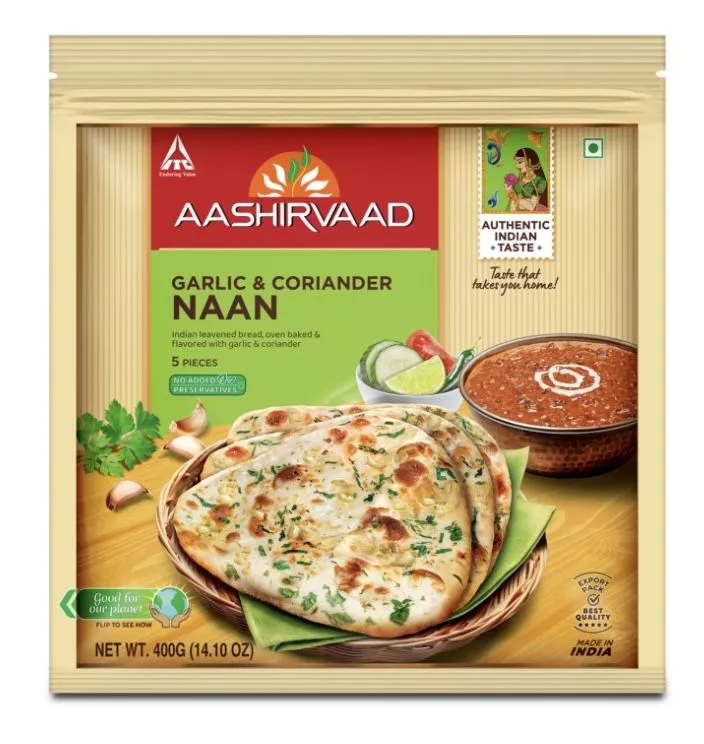 ITC
Enduring Value
AASHIRVAAD
AUTHENTIC
INDIAN
TASTE
Taste that
takes you home!
GARLIC & CORIANDER
NAAN
Indian leavened bread, oven baked &
flavored with garlic & coriander
5 PIECES
NO ADDED
PRESERVATIVES
Good for
our planet
FLIP TO SEE HOW
NET WT. 400G (14.10 OZ)
EXPORT
PACK
BEST
QUALITY
MADE IN
INDIA